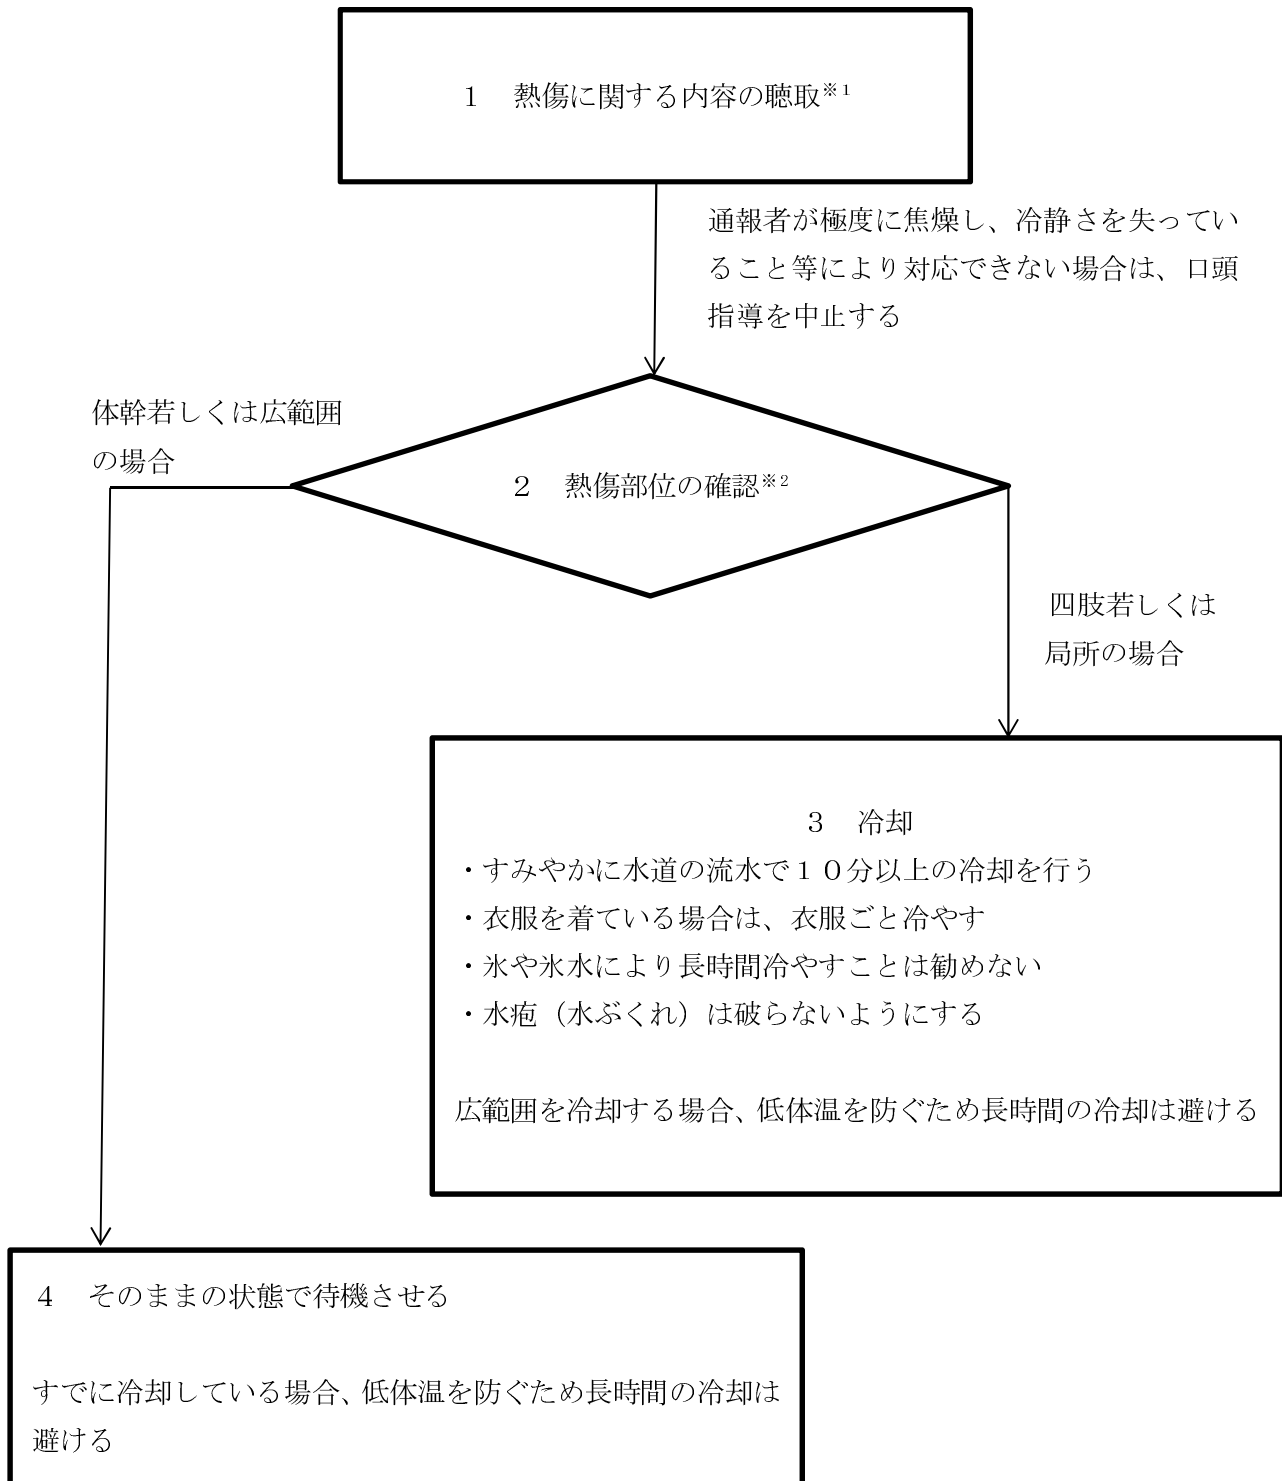 １　熱傷に関する内容の聴取※1
通報者が極度に焦燥し、冷静さを失ってい
ること等により対応できない場合は、口頭
指導を中止する
体幹若しくは広範囲
の場合
２　熱傷部位の確認※2
四肢若しくは
局所の場合
３　冷却
・すみやかに水道の流水で１０分以上の冷却を行う
・衣服を着ている場合は、衣服ごと冷やす
・氷や氷水により長時間冷やすことは勧めない
・水疱（水ぶくれ）は破らないようにする
広範囲を冷却する場合、低体温を防ぐため長時間の冷却は避ける
４　そのままの状態で待機させる
すでに冷却している場合、低体温を防ぐため長時間の冷却は
避ける